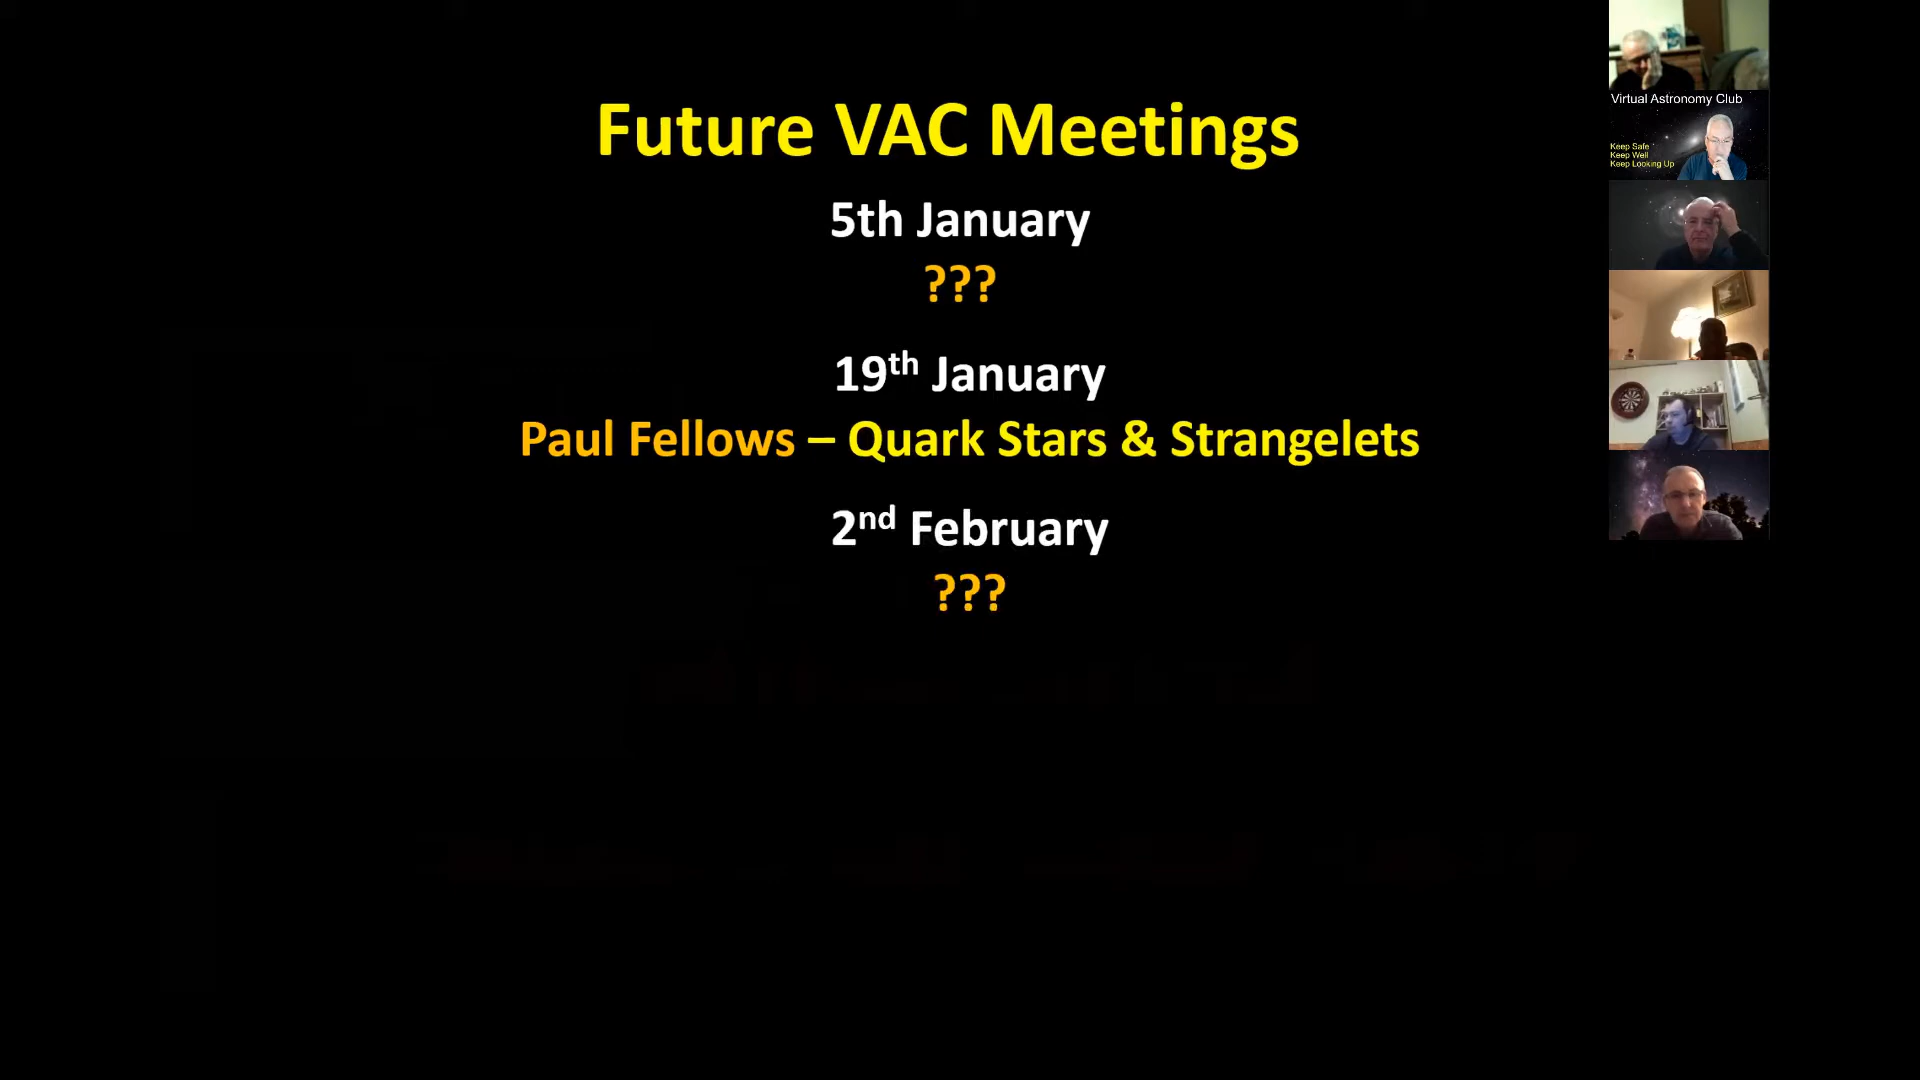 Future VAC Meetings
5th January
???
19th January
Paul Fellows – Quark Stars & Strangelets
2nd February
???
Virtual Astronomy Club
Keep Safe
Keep Well
Keep Looking Up